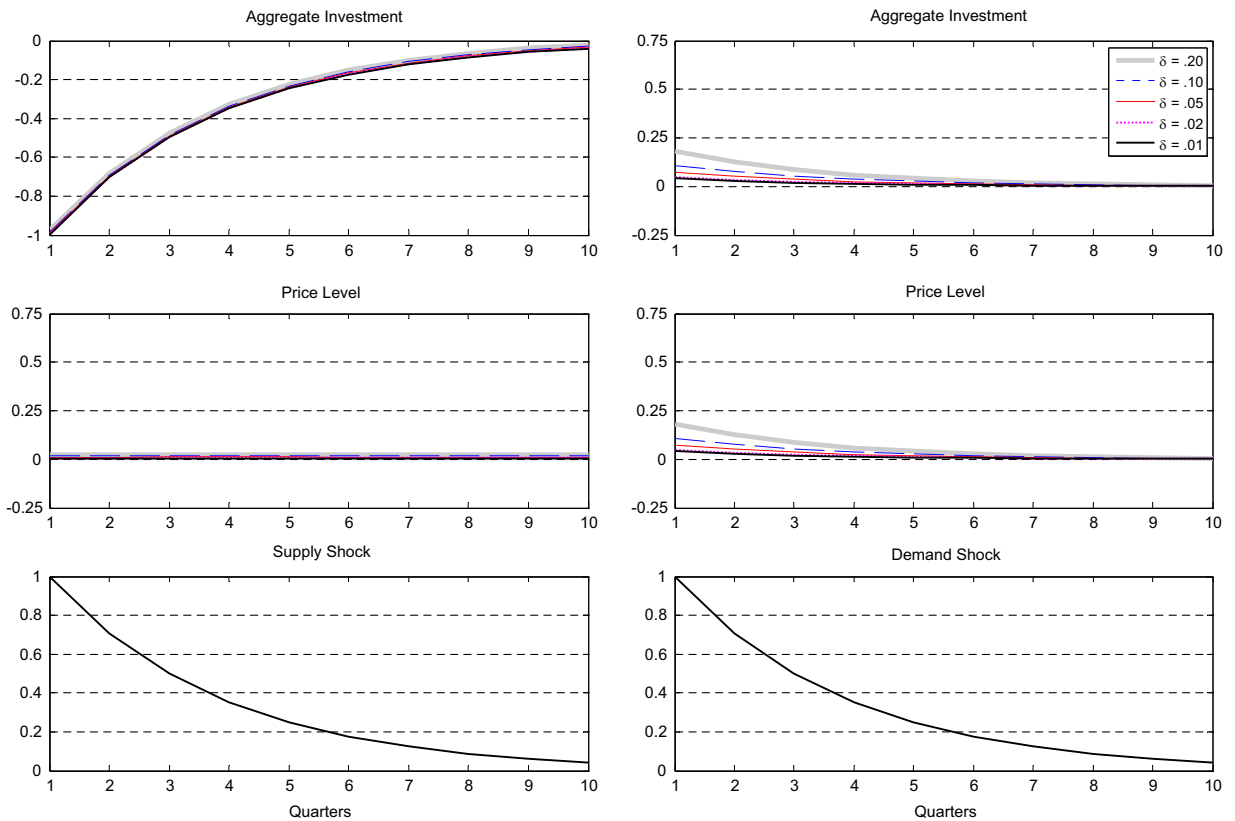 Aggregate Investment
0
-0.2
-0.4
-0.6
-0.8
-1
1 2 3 4 5 6 7 8 9 10
Aggregate Investment
0.75
0.5
0.25
0
-0.25
1 2 3 4 5 6 7 8 9 10
δ = .20
δ = .10
δ = .05
δ = .02
δ = .01
Price Level
0.75
0.5
0.25
0
-0.25
1 2 3 4 5 6 7 8 9 10
Price Level
0.75
0.5
0.25
0
-0.25
1 2 3 4 5 6 7 8 9 10
Supply Shock
1
0.8
0.6
0.4
0.2
0
1 2 3 4 5 6 7 8 9 10
Quarters
Demand Shock
1
0.8
0.6
0.4
0.2
0
1 2 3 4 5 6 7 8 9 10
Quarters